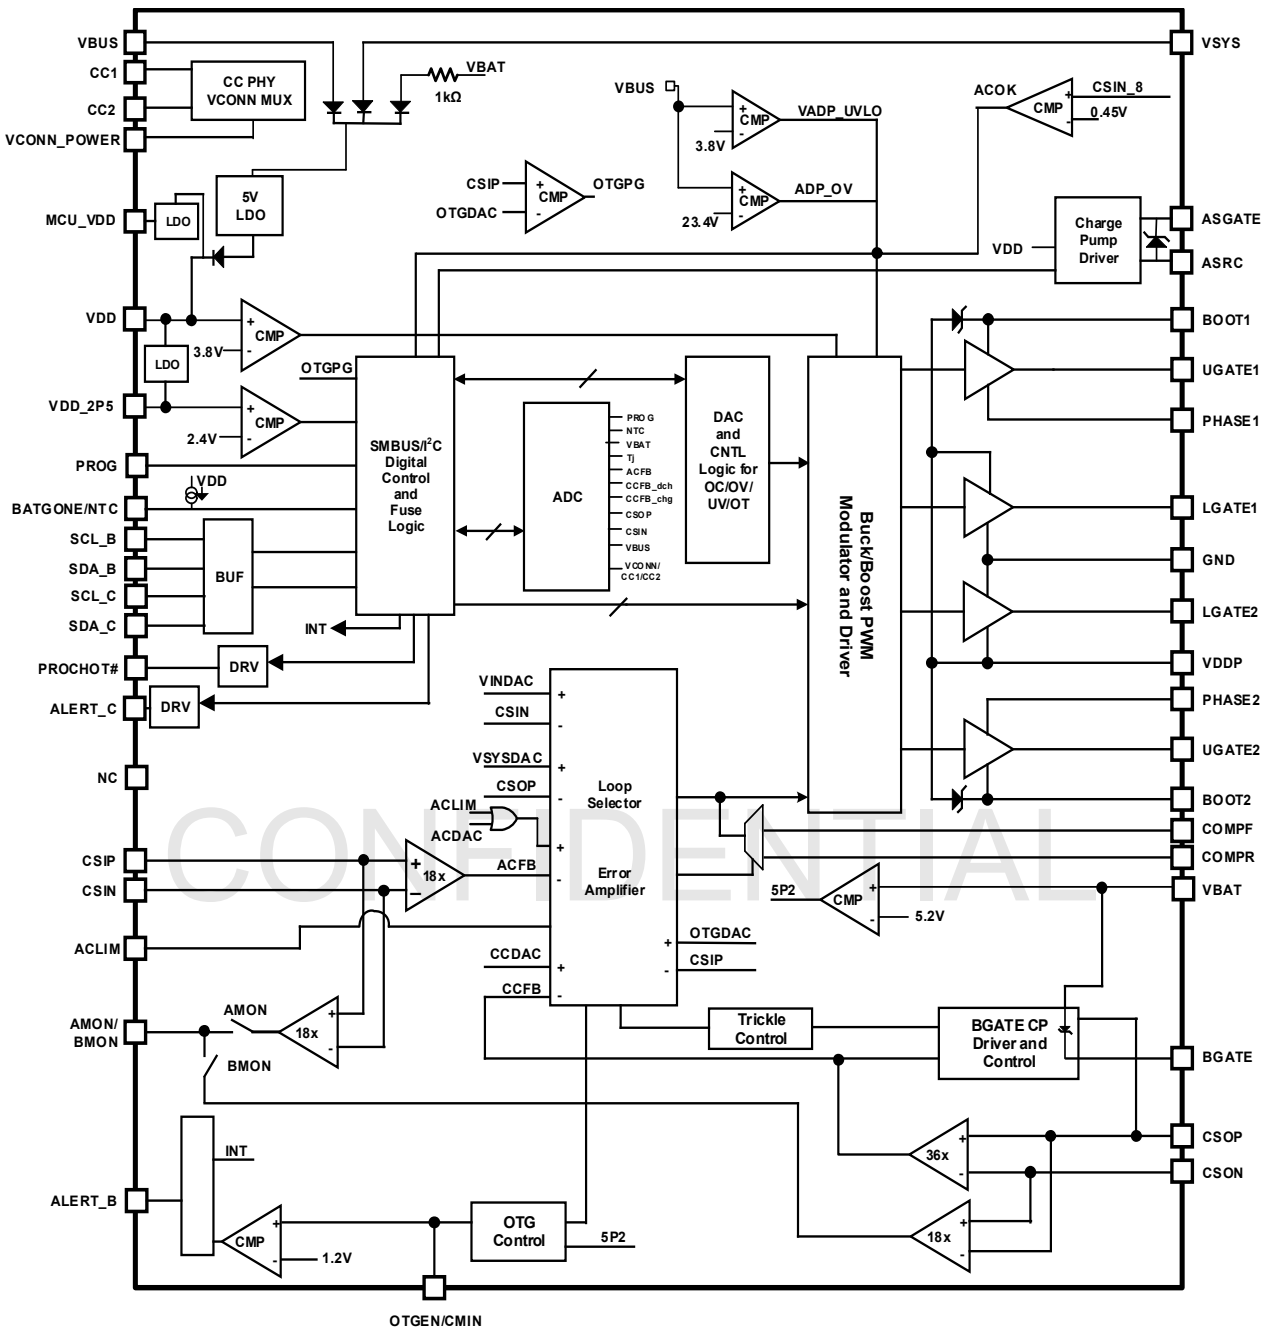 VBUS
CC1
CC2
VCONN_POWER
MCU_VDD
VDD
VDD_2P5
PROG
BATGONE/NTC
SCL_B
SDA_B
SCL_C
SDA_C
PROCHOT#
ALERT_C
NC
CSIP
CSIN
ACLIM
AMON/
BMON
ALERT_B
OTGEN/CMIN
VSYS
ASGATE
ASRC
BOOT1
UGATE1
PHASE1
LGATE1
GND
LGATE2
VDDP
PHASE2
UGATE2
BOOT2
COMPF
COMPR
VBAT
BGATE
CSOP
CSON
CC PHY
VCONN MUX
VBAT
1kΩ
5V
LDO
LDO
LDO
CSIP
OTGDAC
+
-
CMP
OTGPG
VBUS
3.8V
+
-
CMP
VADP_UVLO
23.4V
+
-
CMP
ADP_OV
ACOK
CMP
+
-
CSIN_8
0.45V
VDD
Charge
Pump
Driver
3.8V
+
-
CMP
2.4V
+
-
CMP
VDD
BUF
DRV
DRV
INT
OTGPG
SMBUS/I²C
Digital
Control
and
Fuse
Logic
ADC
PROG
NTC
VBAT
Tj
ACFB
CCFB_dch
CCFB_chg
CSOP
CSIN
VBUS
VCONN/
CC1/CC2
DAC
and
CNTL
Logic for
OC/OV/
UV/OT
Buck/Boost PWM
Modulator and Driver
VINDAC
+
CSIN
-
VSYSDAC
+
CSOP
-
ACLIM
ACDAC
+
ACFB
-
+
−
18x
CCDAC
+
CCFB
-
Loop
Selector
Error
Amplifier
+
OTGDAC
-
CSIP
5P2
CMP
+
-
5.2V
AMON
BMON
18x
+
-
Trickle
Control
BGATE CP
Driver and
Control
36x
+
-
18x
+
-
INT
CMP
+
-
1.2V
OTG
Control
5P2
CONFIDENTIAL